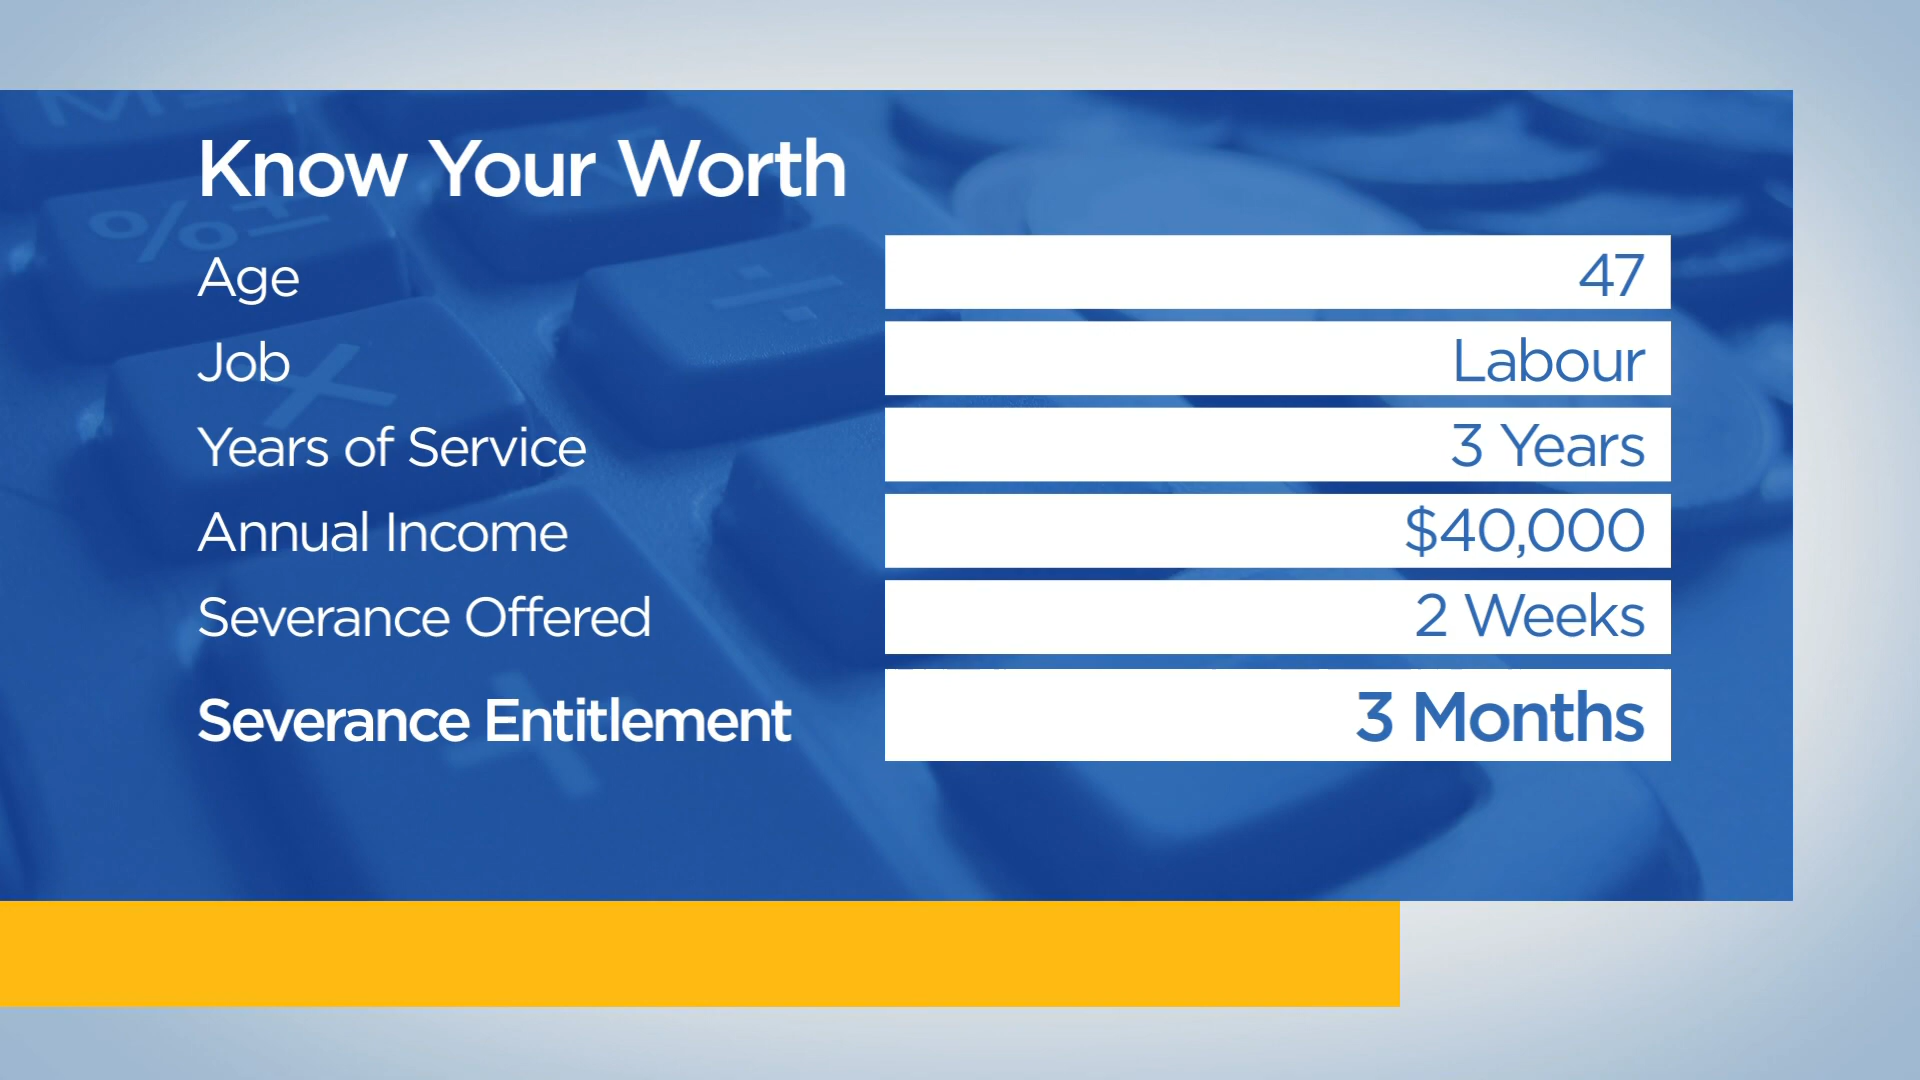 Know Your Worth
Age 47
Job Labour
Years of Service 3 Years
Annual Income $40,000
Severance Offered 2 Weeks
Severance Entitlement 3 Months